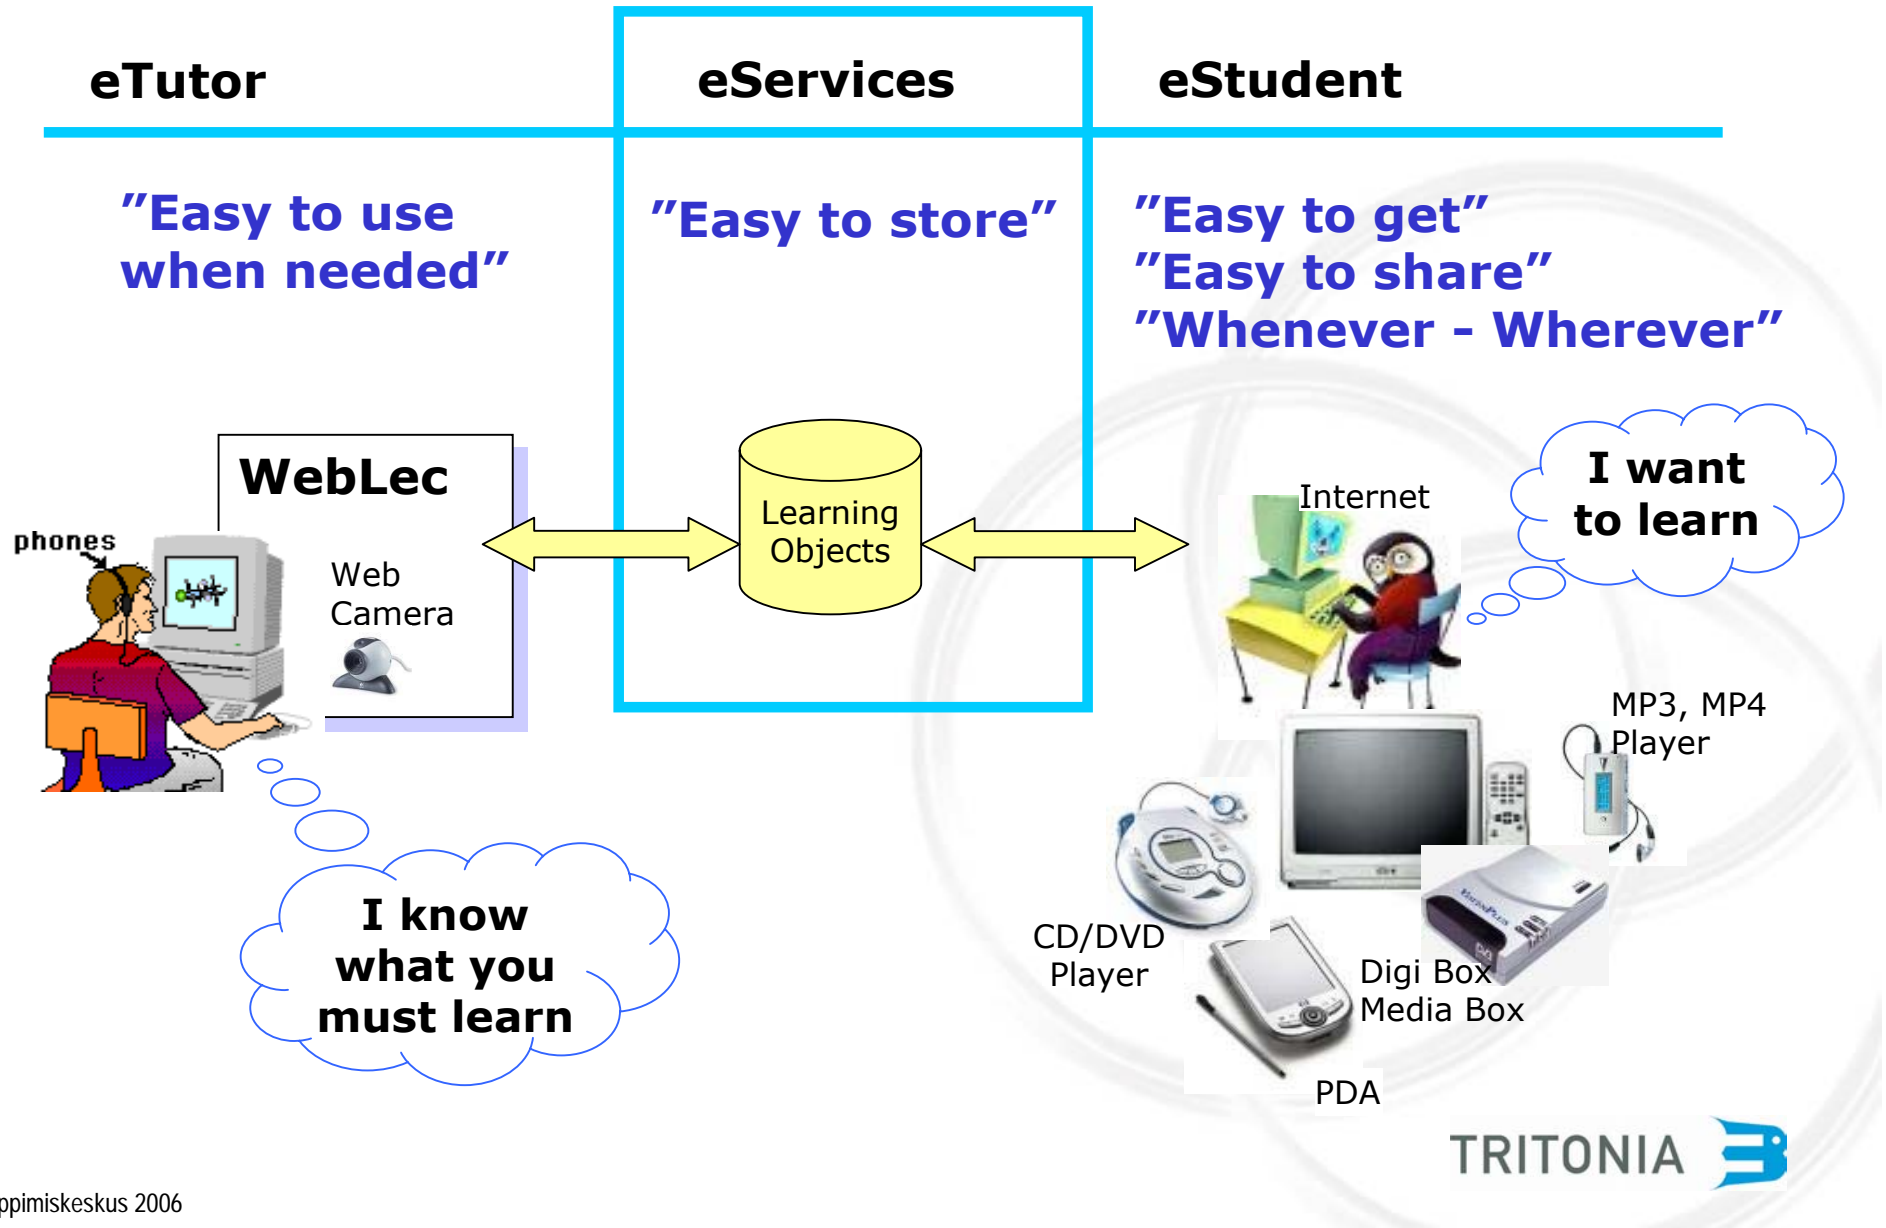 eTutor
eServices
eStudent
”Easy to use
when needed”
”Easy to store”
”Easy to get”
”Easy to share”
”Whenever - Wherever”
WebLec
phones
Web
Camera
Learning
Objects
Internet
I want
to learn
MP3, MP4
Player
I know
what you
must learn
CD/DVD
Player
Digi Box
Media Box
PDA
TRITONIA
ppimiskeskus 2006